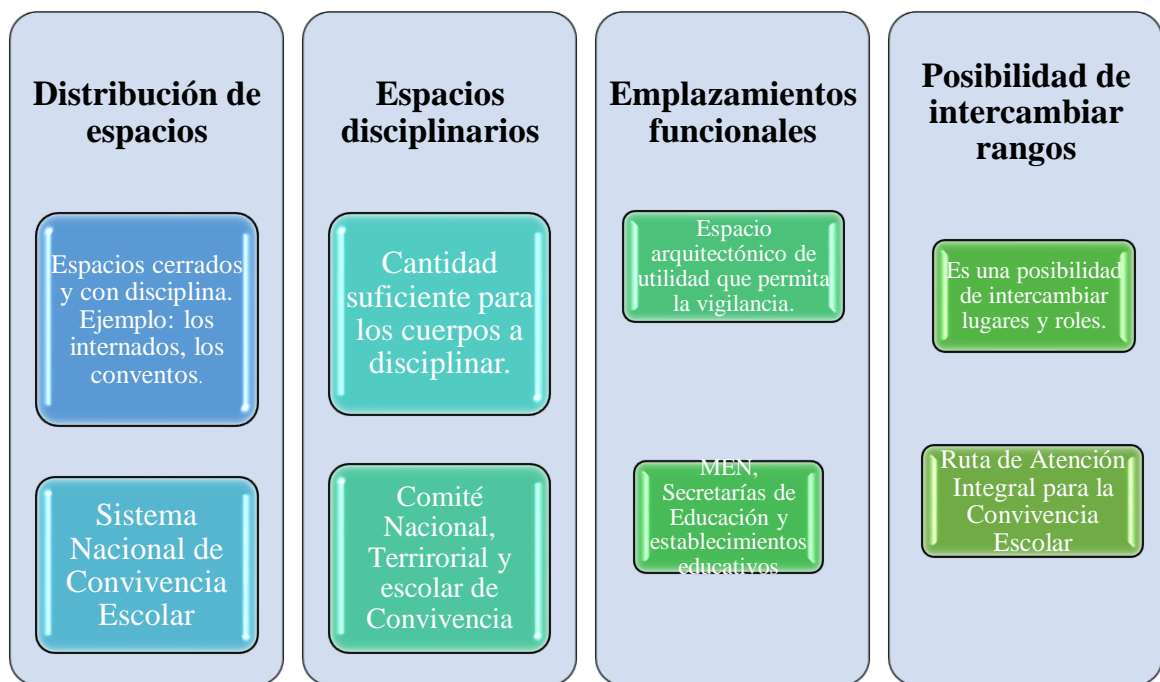 Distribución de
espacios
Espacios cerrados
y con disciplina.
Ejemplo: los
internados, los
conventos.
Sistema
Nacional de
Convivencia
Escolar
Espacios
disciplinarios
Cantidad
suficiente para
los cuerpos a
disciplinar.
Comité
Nacional,
Terrirorial y
escolar de
Convivencia
Emplazamientos
funcionales
Espacio
arquitectónico de
utilidad que permita
la vigilancia.
MEN,
Secretarías de
Educación y
establecimientos
educativos
Posibilidad de
intercambiar
rangos
Es una posibilidad
de intercambiar
lugares y roles.
Ruta de Atención
Integral para la
Convivencia
Escolar